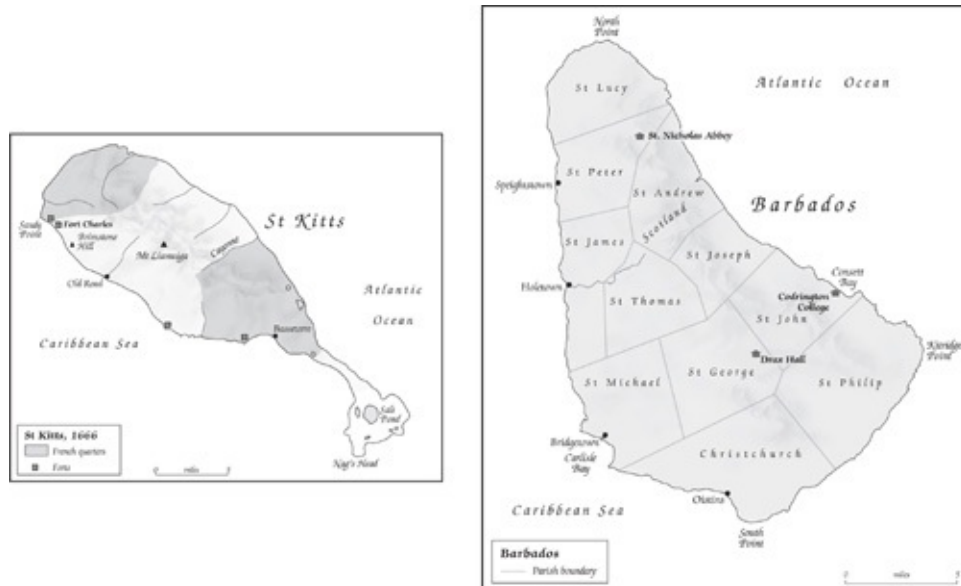 St Kitts
Sandy
Point
Fort Charles
Brimstone
Hill
Mt Liamuiga
Cayonne
Old Road
Basseterre
Atlantic
Ocean
Caribbean Sea
Salt
Pond
Nag's Head
St Kitts, 1666
French quarters
Forts
0 miles 5
North
Point
St Lucy
Atlantic Ocean
St. Nicholas Abbey
St Peter
Speightstown
St Andrew
Barbados
Scotland
St James
St Joseph
Consett
Bay
Holetown
St Thomas
Codrington
College
St John
Kitridge
Point
Drax Hall
St George
St Michael
St Philip
Bridgetown
Carlisle
Bay
Christchurch
Oistins
Caribbean Sea
South
Point
Barbados
Parish boundary
0 miles 5